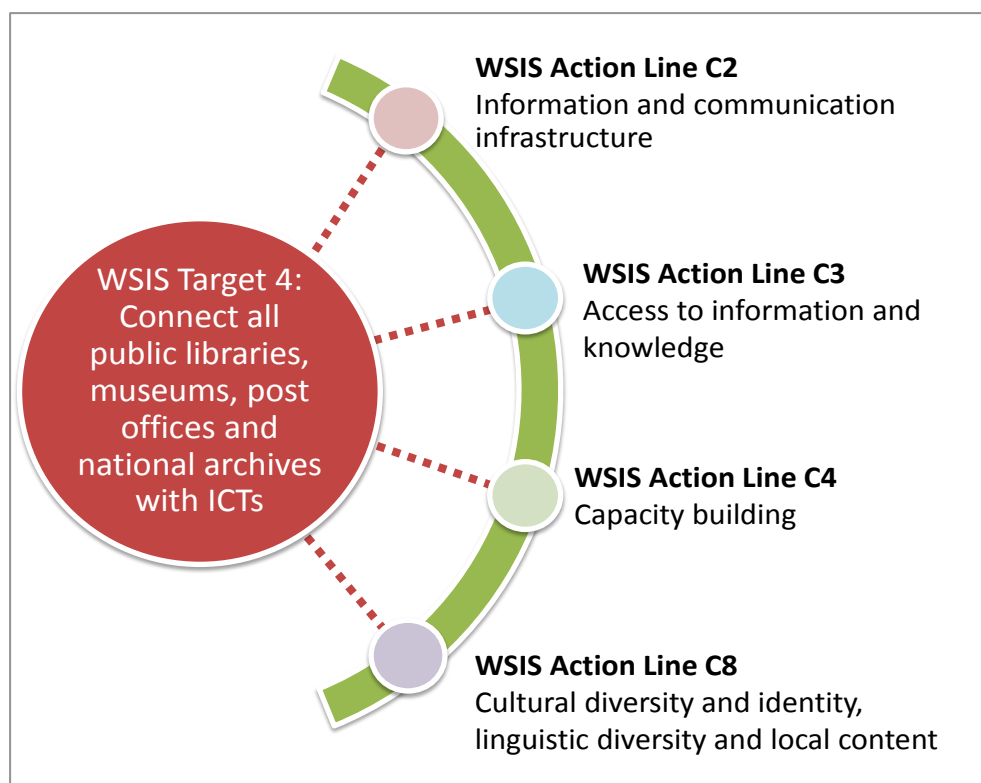 WSIS Target 4:
Connect all
public libraries,
museums, post
offices and
national archives
with ICTs
WSIS Action Line C2
Information and communication
infrastructure
WSIS Action Line C3
Access to information and
knowledge
WSIS Action Line C4
Capacity building
WSIS Action Line C8
Cultural diversity and identity,
linguistic diversity and local content